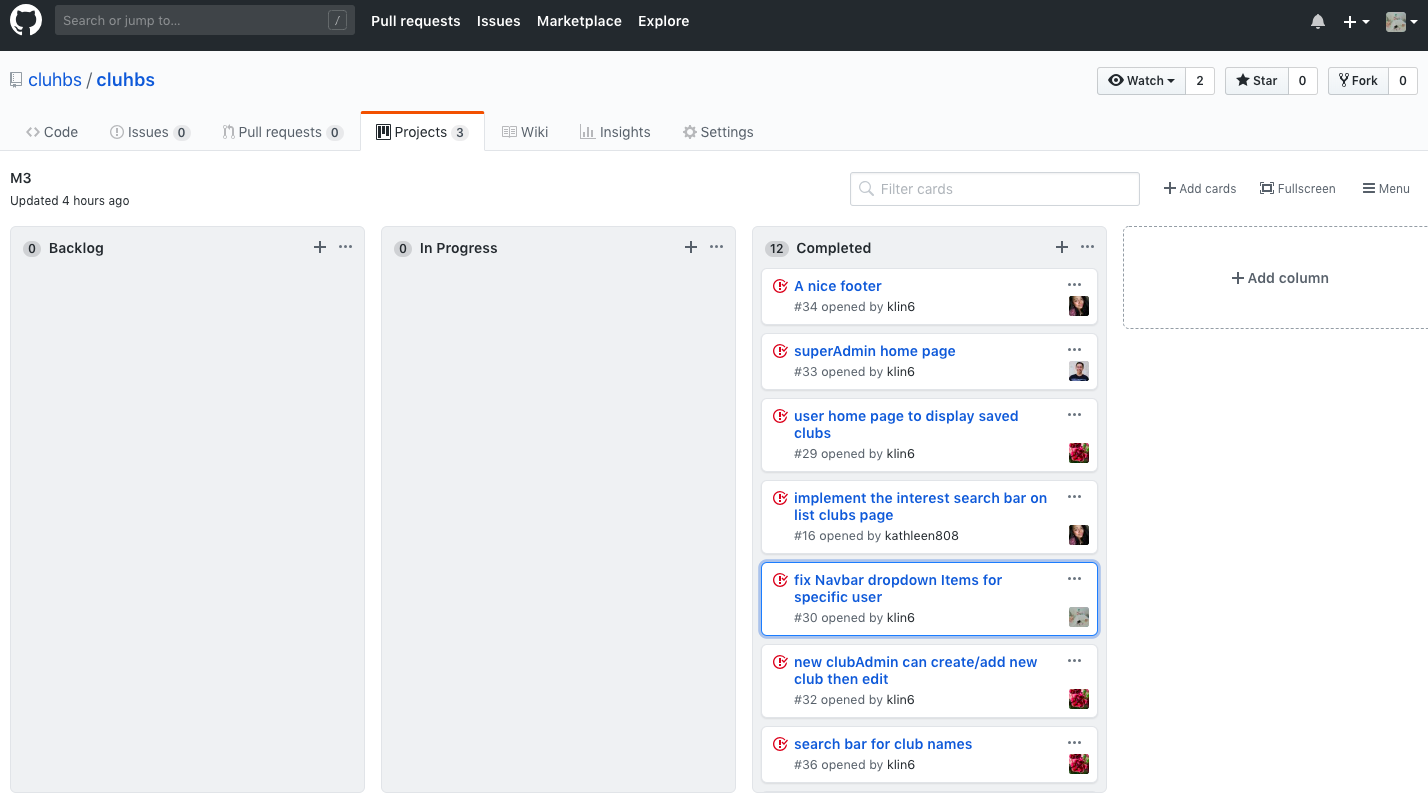 Search or jump to... /
Pull requests Issues Marketplace Explore
cluhbs / cluhbs
Watch 2 Star 0 Fork 0
Code Issues 0 Pull requests 0 Projects 3 Wiki Insights Settings
M3
Updated 4 hours ago
Filter cards
Add cards Fullscreen Menu
0 Backlog
0 In Progress
12 Completed
A nice footer
#34 opened by klin6
superAdmin home page
#33 opened by klin6
user home page to display saved
clubs
#29 opened by klin6
implement the interest search bar on
list clubs page
#16 opened by kathleen808
fix Navbar dropdown Items for
specific user
#30 opened by klin6
new clubAdmin can create/add new
club then edit
#32 opened by klin6
search bar for club names
#36 opened by klin6
Add column